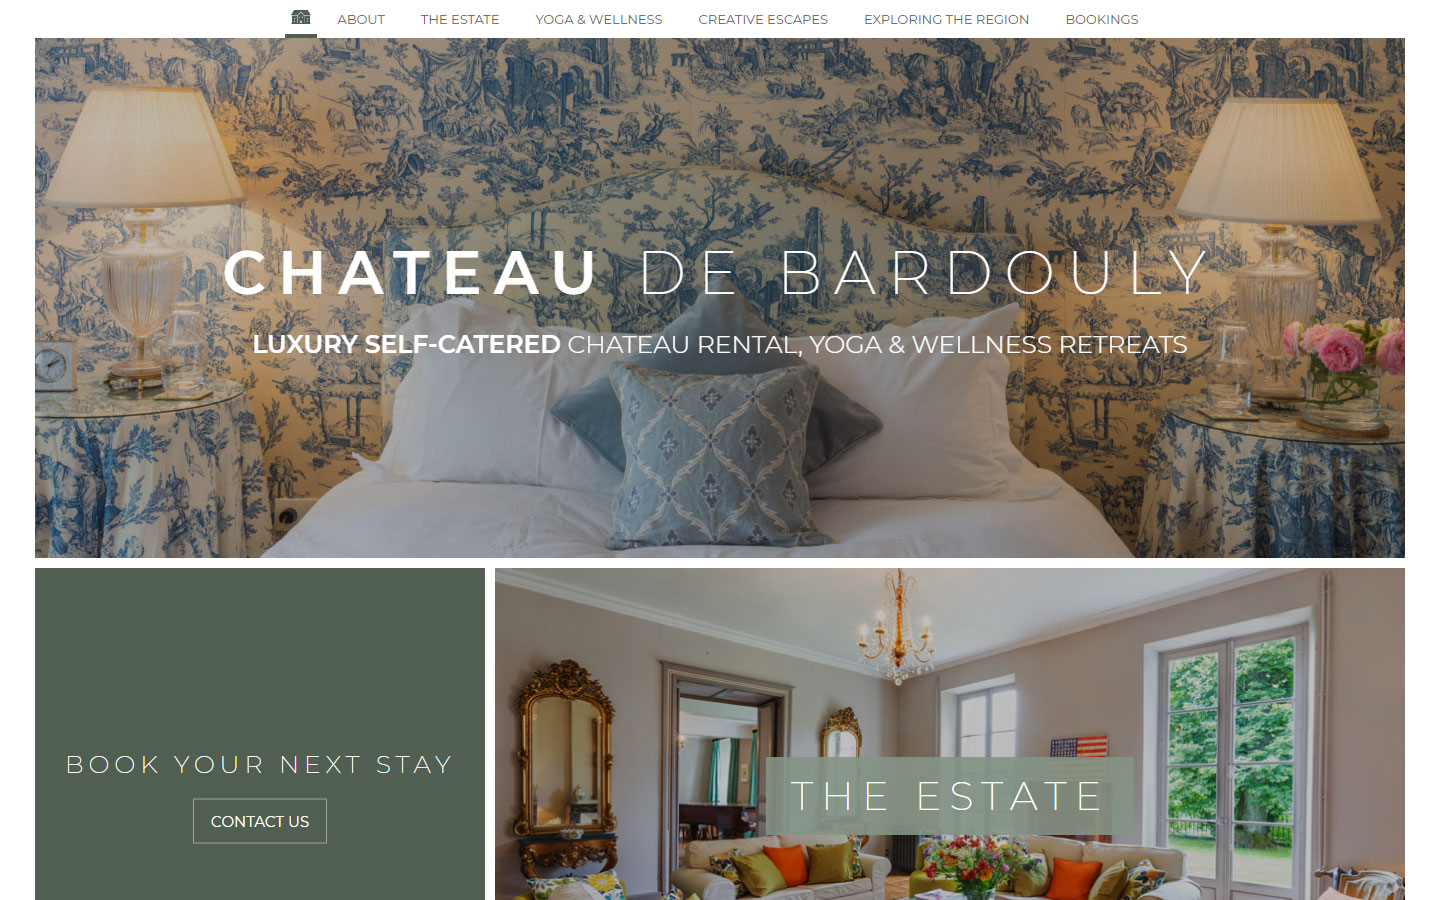 ABOUT
THE ESTATE
YOGA & WELLNESS
CREATIVE ESCAPES
EXPLORING THE REGION
BOOKINGS
CHATEAU DE BARDOULY
LUXURY SELF-CATERED CHATEAU RENTAL, YOGA & WELLNESS RETREATS
BOOK YOUR NEXT STAY
CONTACT US
THE ESTATE